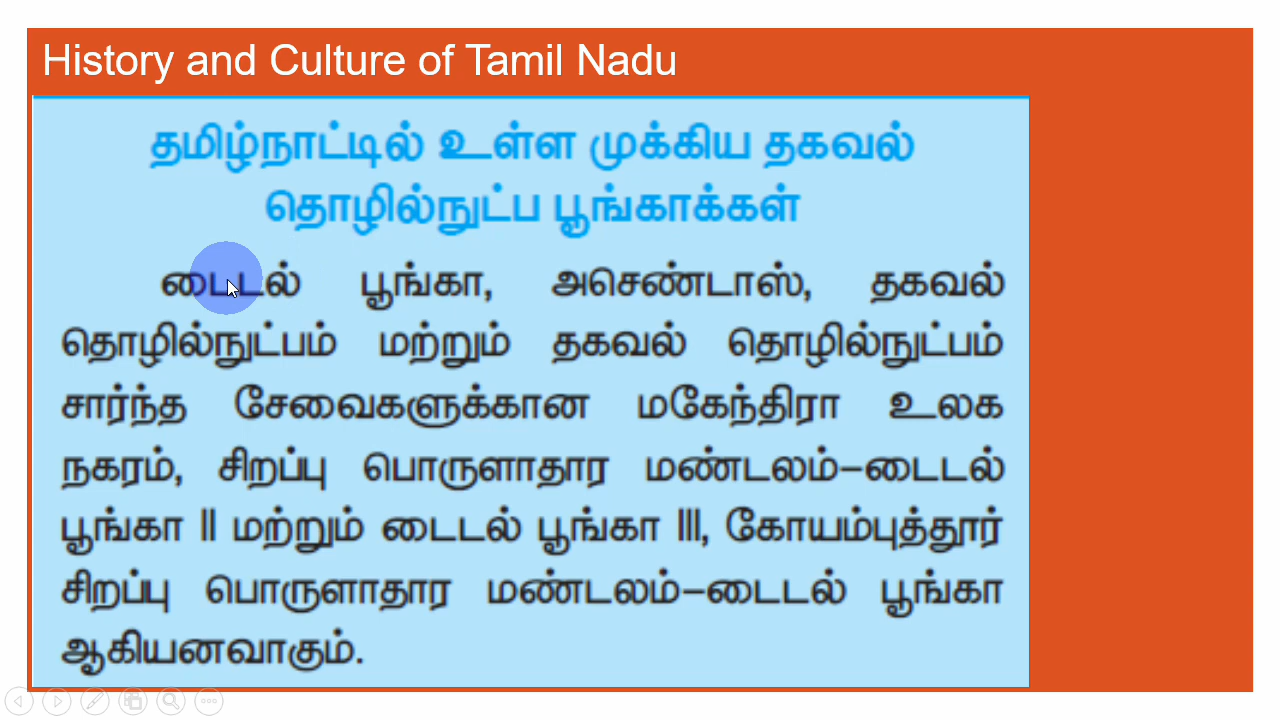 History and Culture of Tamil Nadu
தமிழ்நாட்டில் உள்ள முக்கிய தகவல்
தொழில்நுட்ப பூங்காக்கள்
டைடல் பூங்கா, அசெண்டாஸ், தகவல்
தொழில்நுட்பம் மற்றும் தகவல் தொழில்நுட்பம்
சார்ந்த சேவைகளுக்கான மகேந்திரா உலக
நகரம், சிறப்பு பொருளாதார மண்டலம்–டைடல்
பூங்கா II மற்றும் டைடல் பூங்கா III, கோயம்புத்தூர்
சிறப்பு பொருளாதார மண்டலம்–டைடல் பூங்கா
ஆகியனவாகும்.